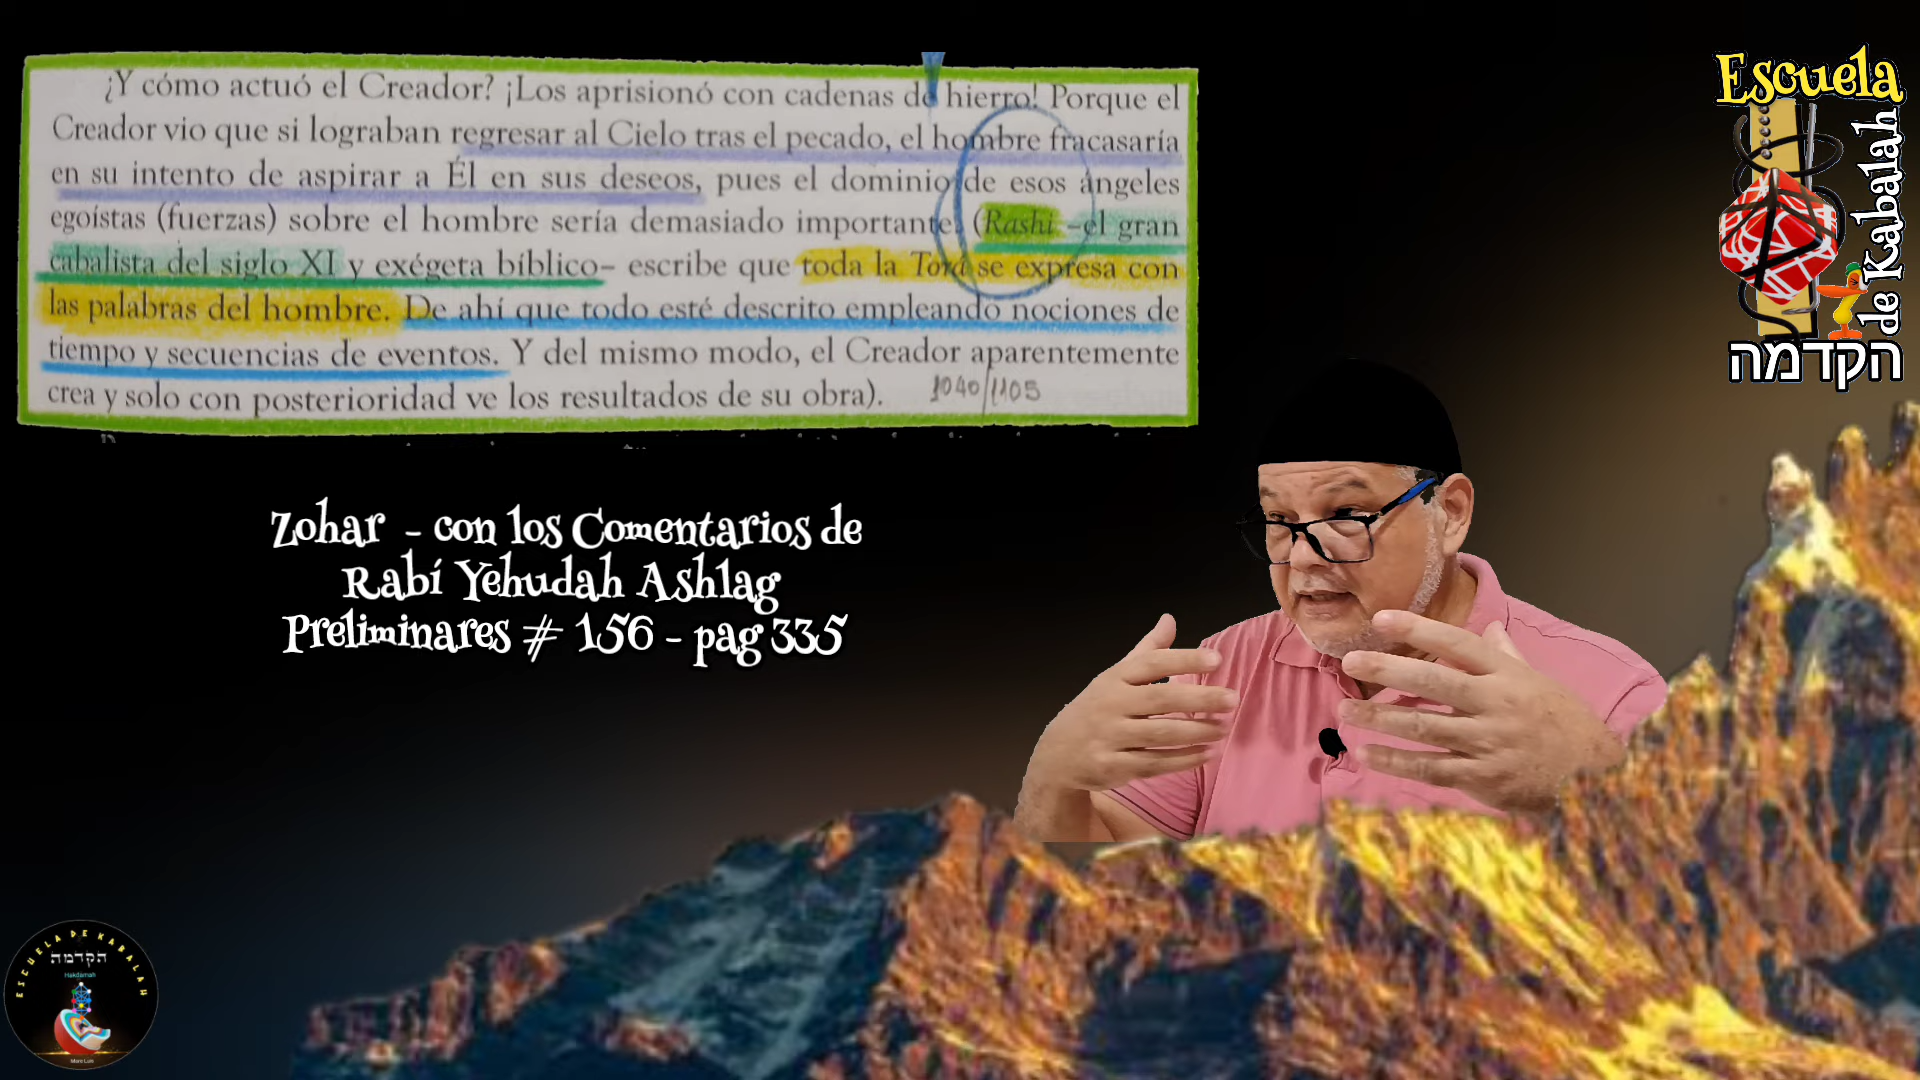 ¿Y cómo actuó el Creador? ¡Los aprisionó con cadenas de hierro! Porque el
Creador vio que si lograban regresar al Cielo tras el pecado, el hombre fracasaría
en su intento de aspirar a Él en sus deseos, pues el dominio de esos ángeles
egoístas (fuerzas) sobre el hombre sería demasiado importante. (Rashi –el gran
cabalista del siglo XI y exégeta bíblico– escribe que toda la Torá se expresa con
las palabras del hombre. De ahí que todo esté descrito empleando nociones de
tiempo y secuencias de eventos. Y del mismo modo, el Creador aparentemente
crea y solo con posterioridad ve los resultados de su obra).
1040/1105
Zohar - con los Comentarios de
Rabí Yehudah Ashlag
Preliminares # 156 - pag 335
Escuela
de Kabalah
הקדמה
ESCUELA DE KABALAH
הקדמה
Hakdamah